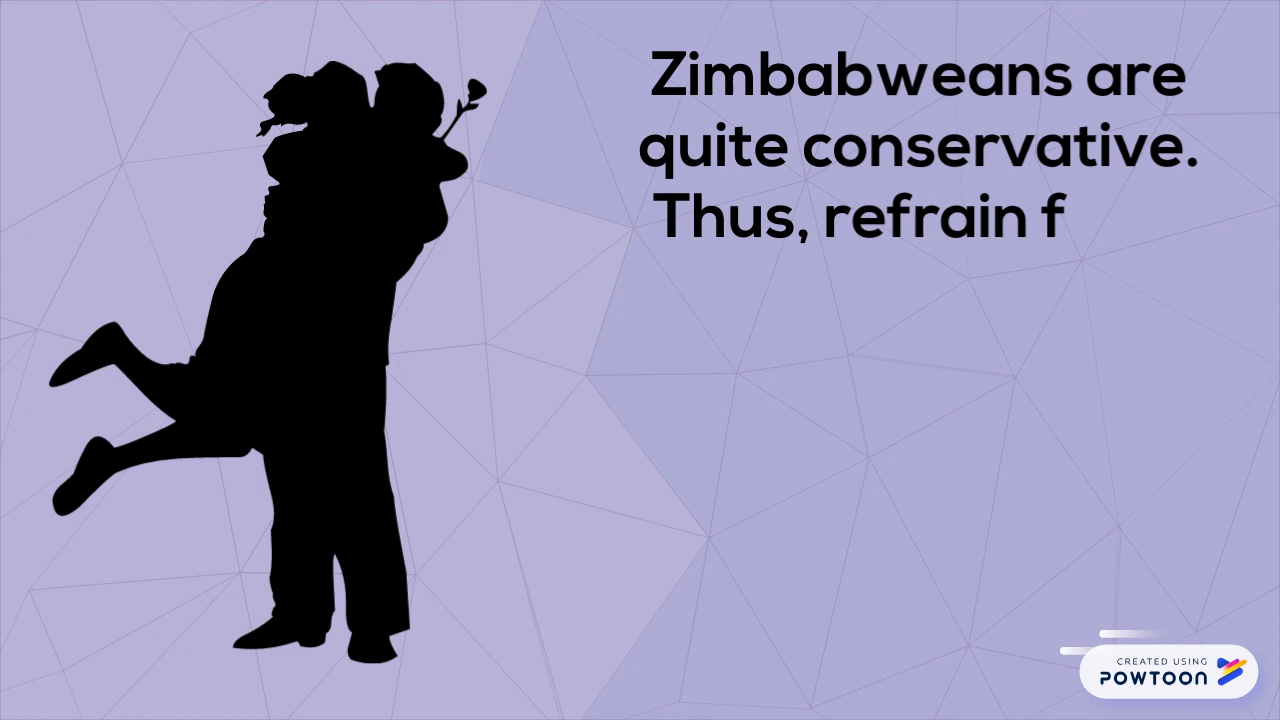 Zimbabweans are
quite conservative.
Thus, refrain f
CREATED USING
POWTOON